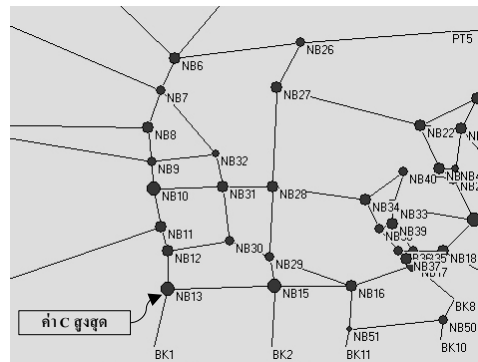 NB26
PT5
NB6
NB7
NB27
NB8
NB22
NB32
NB9
NB40
NB10
NB31
NB28
NB34
NB33
NB11
NB39
NB12
NB30
NB29
NB18
NB37
NB13
NB15
NB16
BK8
ค่า C สูงสุด
NB51
NB50
BK1
BK2
BK11
BK10